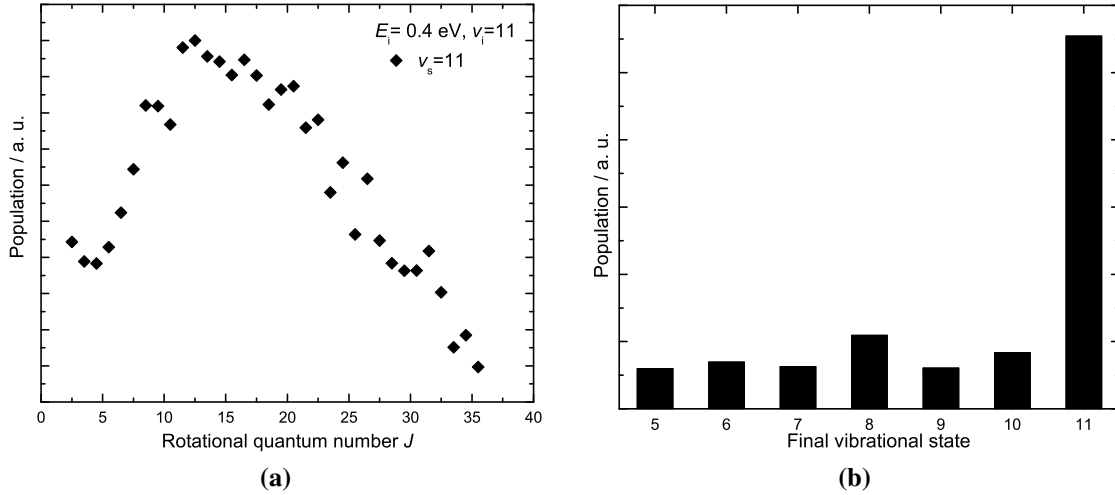 E_i= 0.4 eV, v_i=11
v_s=11
Population / a. u.
0 5 10 15 20 25 30 35 40
Rotational quantum number J
(a)
Population / a. u.
5 6 7 8 9 10 11
Final vibrational state
(b)